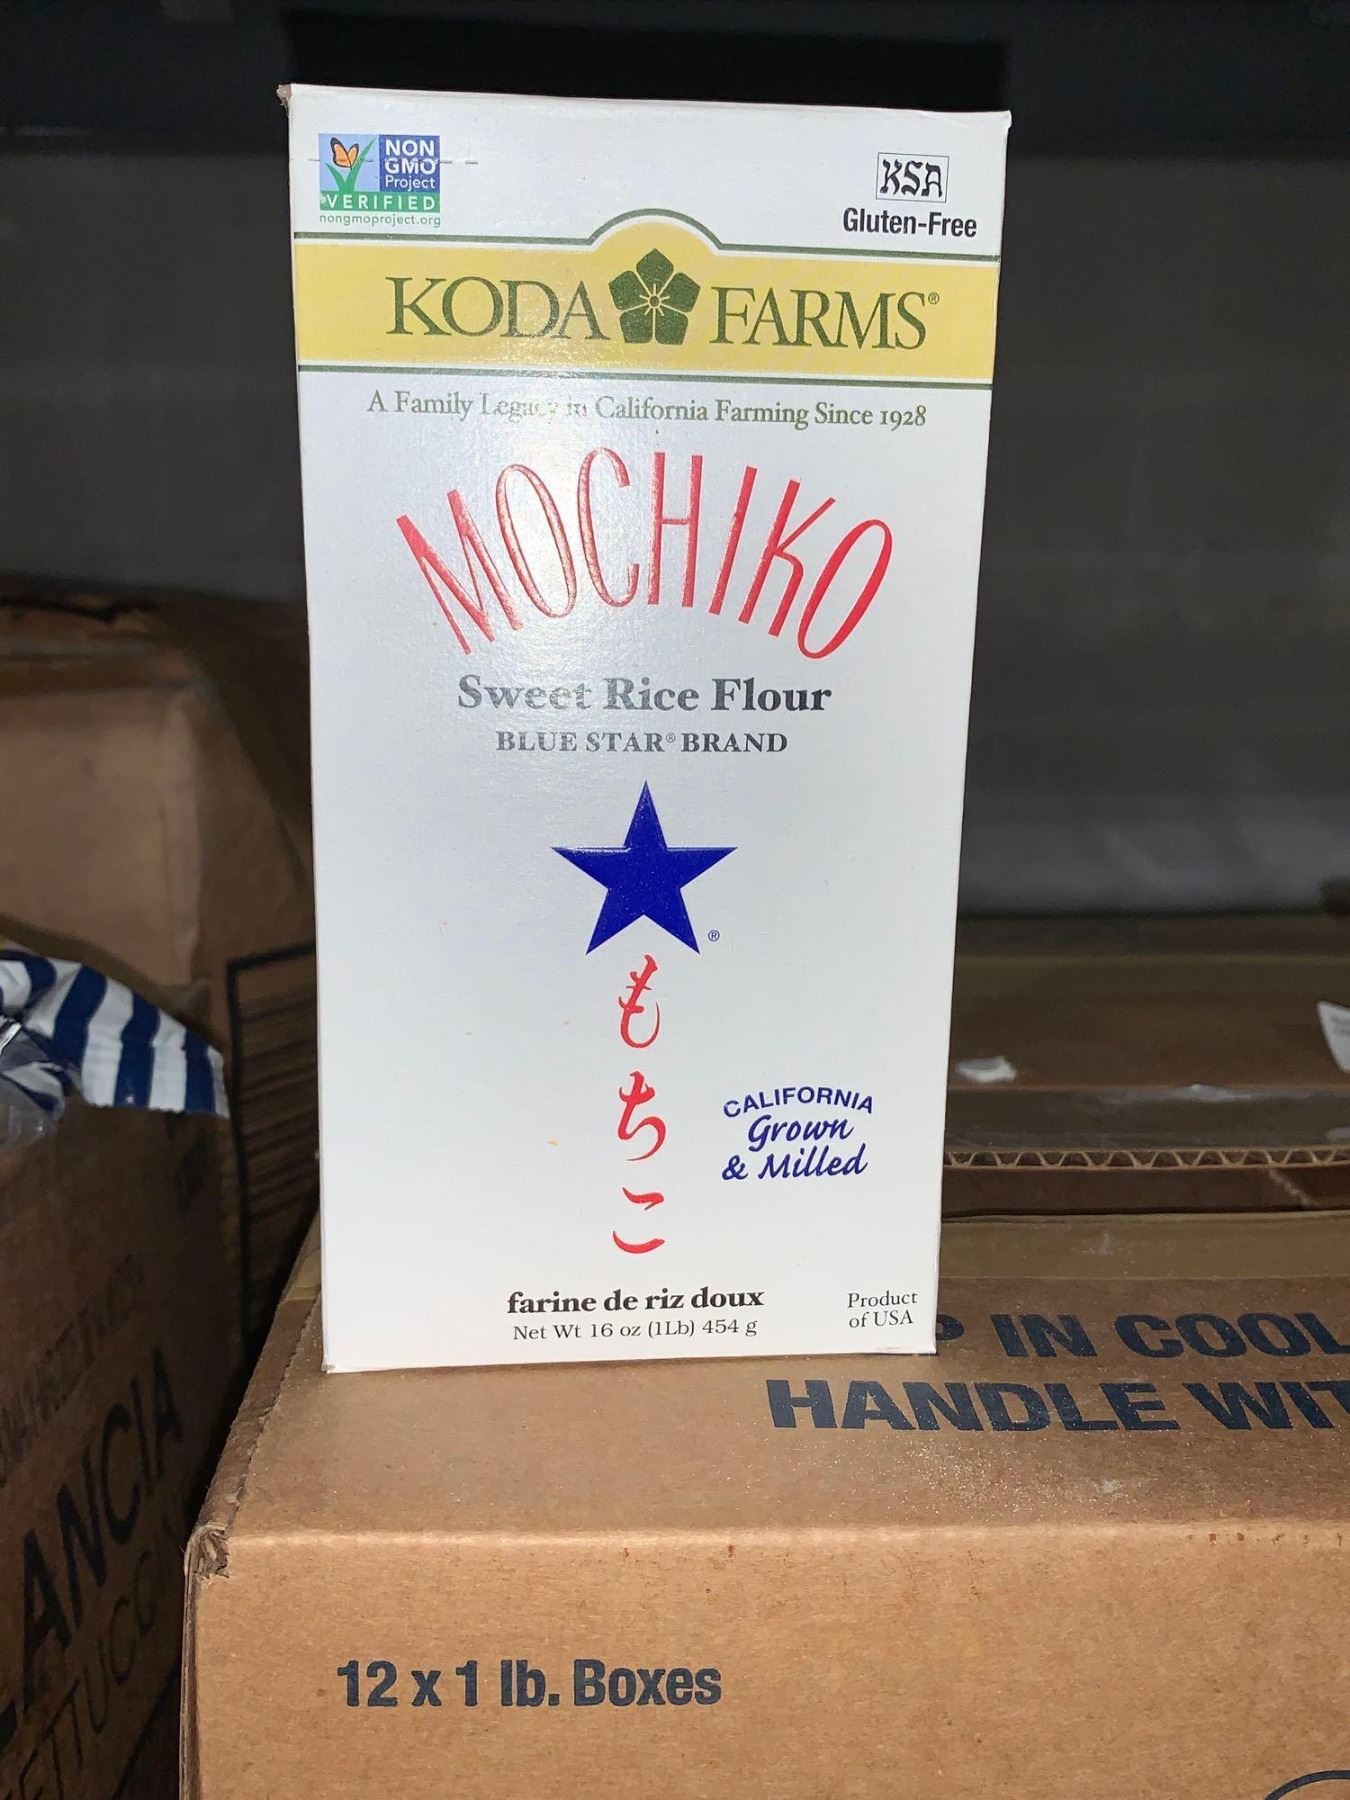 NON
GMO
Project
VERIFIED
nongmoproject.org
KSA
Gluten-Free
KODA FARMS®
A Family Legacy in California Farming Since 1928
MOCHIKO
Sweet Rice Flour
BLUE STAR® BRAND
®
もちこ
CALIFORNIA
Grown
& Milled
farine de riz doux
Net Wt 16 oz (1Lb) 454 g
Product
of USA
IN COOL
HANDLE
12 x 1 lb. Boxes